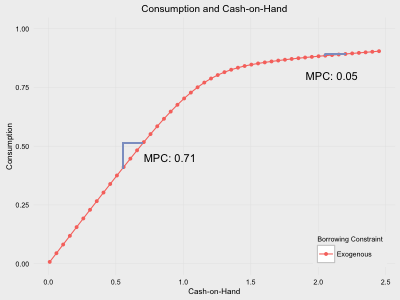 Consumption and Cash-on-Hand
1.00
MPC: 0.05
0.75
Consumption
0.50
MPC: 0.71
0.25
Borrowing Constraint
Exogenous
0.00
0.0 0.5 1.0 1.5 2.0 2.5
Cash-on-Hand